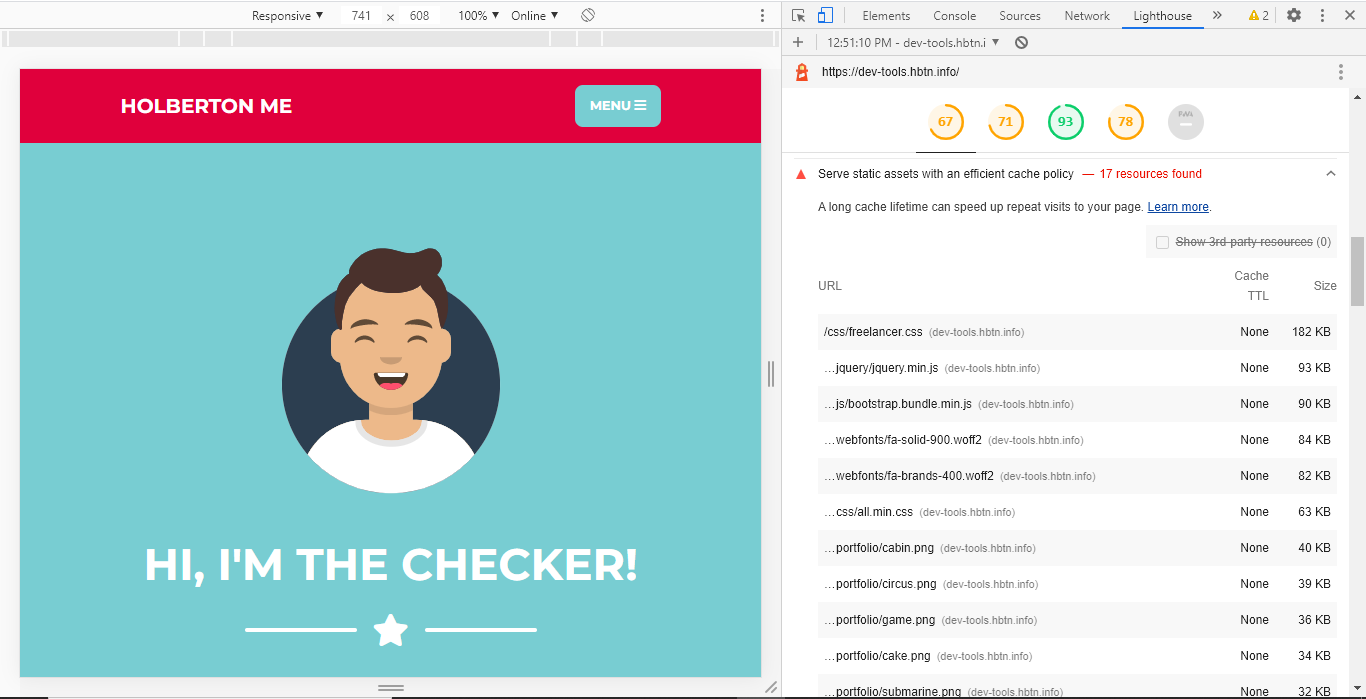 Responsive ▼ 741 × 608 100% ▼ Online ▼
Elements Console Sources Network Lighthouse » 2
12:51:10 PM - dev-tools.hbtn.i ▼
https://dev-tools.hbtn.info/
HOLBERTON ME
MENU
HI, I'M THE CHECKER!
67 71 93 78 PWA
Serve static assets with an efficient cache policy — 17 resources found
A long cache lifetime can speed up repeat visits to your page. Learn more.
Show 3rd-party resources (0)
URL Cache TTL Size
/css/freelancer.css (dev-tools.hbtn.info) None 182 KB
…jquery/jquery.min.js (dev-tools.hbtn.info) None 93 KB
…js/bootstrap.bundle.min.js (dev-tools.hbtn.info) None 90 KB
…webfonts/fa-solid-900.woff2 (dev-tools.hbtn.info) None 84 KB
…webfonts/fa-brands-400.woff2 (dev-tools.hbtn.info) None 82 KB
…css/all.min.css (dev-tools.hbtn.info) None 63 KB
…portfolio/cabin.png (dev-tools.hbtn.info) None 40 KB
…portfolio/circus.png (dev-tools.hbtn.info) None 39 KB
…portfolio/game.png (dev-tools.hbtn.info) None 36 KB
…portfolio/cake.png (dev-tools.hbtn.info) None 34 KB
…portfolio/submarine.png (dev-tools.hbtn.info) None 32 KB